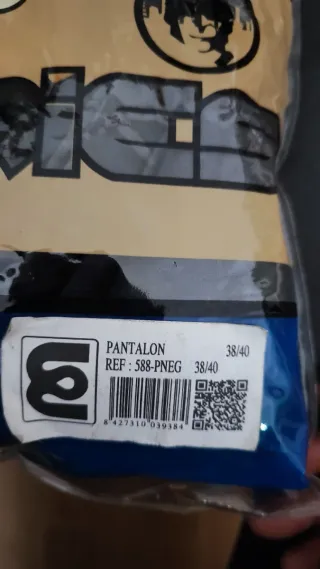 PANTALON 38/40
REF : 588-PNEG 38/40
8 427310 039384